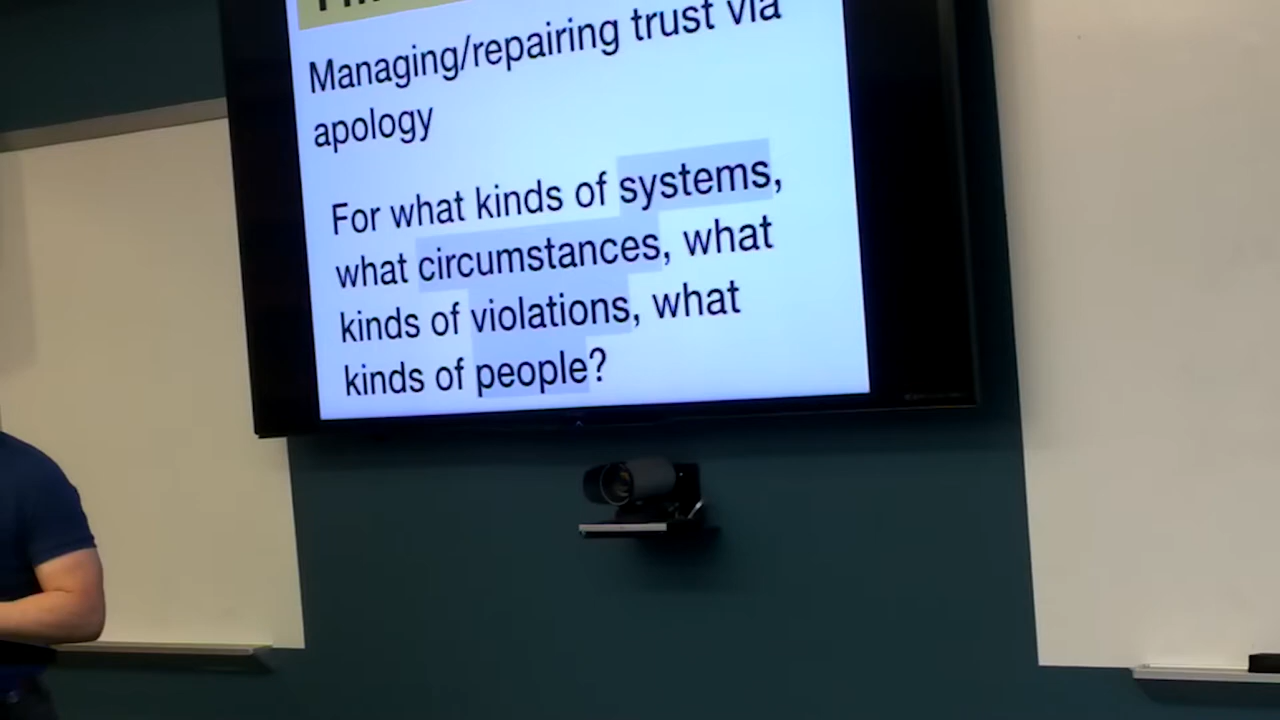 Managing/repairing trust via
apology
For what kinds of systems,
what circumstances, what
kinds of violations, what
kinds of people?